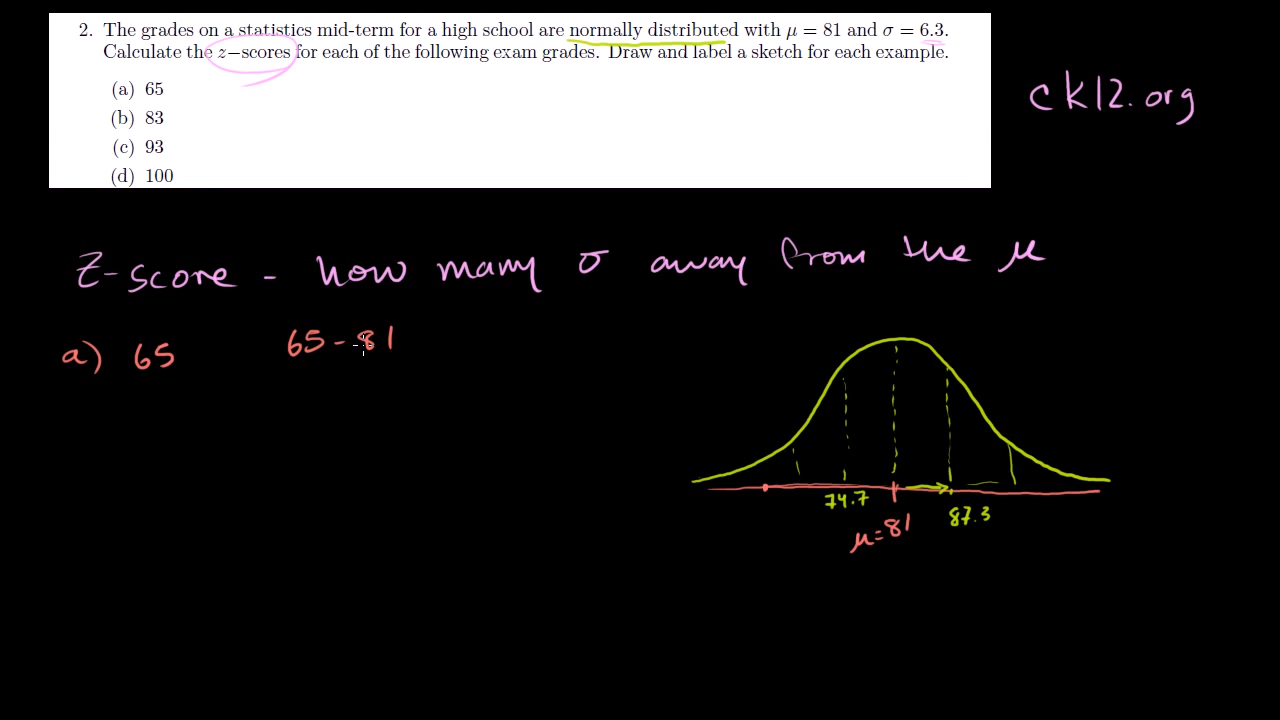 2. The grades on a statistics mid-term for a high school are normally distributed with μ = 81 and σ = 6.3.
Calculate the z−scores for each of the following exam grades. Draw and label a sketch for each example.
(a) 65
(b) 83
(c) 93
(d) 100
ck12.org
Z-score - how many σ away from the μ
a) 65 65-81
74.7
87.3
μ=81